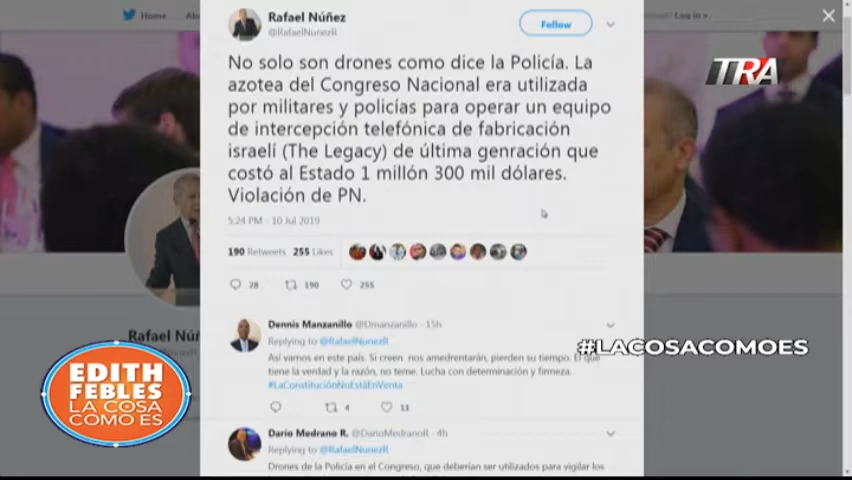 Home
Abo
Log in
Rafael Núñez
@RafaelNunezR
Follow
No solo son drones como dice la Policía. La
azotea del Congreso Nacional era utilizada
por militares y policías para operar un equipo
de intercepción telefónica de fabricación
israelí (The Legacy) de última genración que
costó al Estado 1 millón 300 mil dólares.
Violación de PN.
5:24 PM - 10 Jul 2019
190 Retweets 255 Likes
28 190 255
Dennis Manzanillo @Dmanzanillo · 15h
Replying to @RafaelNunezR
Así vamos en este país. Si creen nos amedrentarán, pierden su tiempo. El que
tiene la verdad y la razón, no teme. Lucha con determinación y firmeza.
#LaConstituciónNoEstáEnVenta
4 11
Dario Medrano R. @DarioMedranoR · 4h
Replying to @RafaelNunezR
Drones de la Policía en el Congreso, que deberían ser utilizados para vigilar los
Rafael Núñ
TRA
#LACOSACOMOES
EDITH
FEBLES
LA COSA
COMO ES